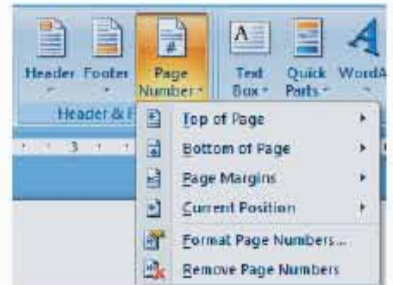 Header Footer Page Number Text Box Quick Parts WordA
Header & F
3
Top of Page
Bottom of Page
Page Margins
Current Position
Format Page Numbers...
Remove Page Numbers